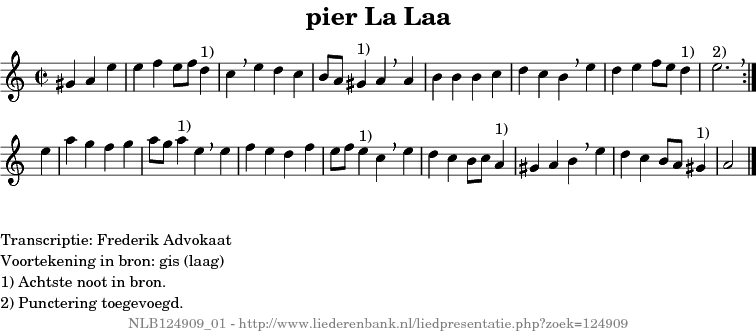 pier La Laa
1) 1) 1) 2)
1) 1) 1) 1)
Transcriptie: Frederik Advokaat
Voortekening in bron: gis (laag)
1) Achtste noot in bron.
2) Punctering toegevoegd.
NLB124909_01 - http://www.liederenbank.nl/liedpresentatie.php?zoek=124909